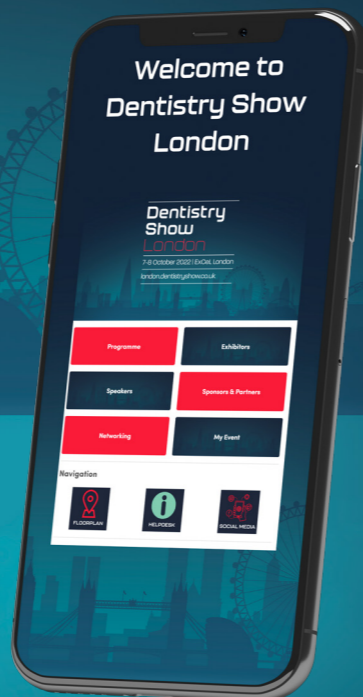 Welcome to
Dentistry Show
London
Dentistry
Show
London
7-8 October 2022 | ExCeL London
london.dentistryshow.co.uk
Programme
Exhibitors
Speakers
Sponsors & Partners
Networking
My Event
Navigation
FLOORPLAN
HELPDESK
SOCIAL MEDIA